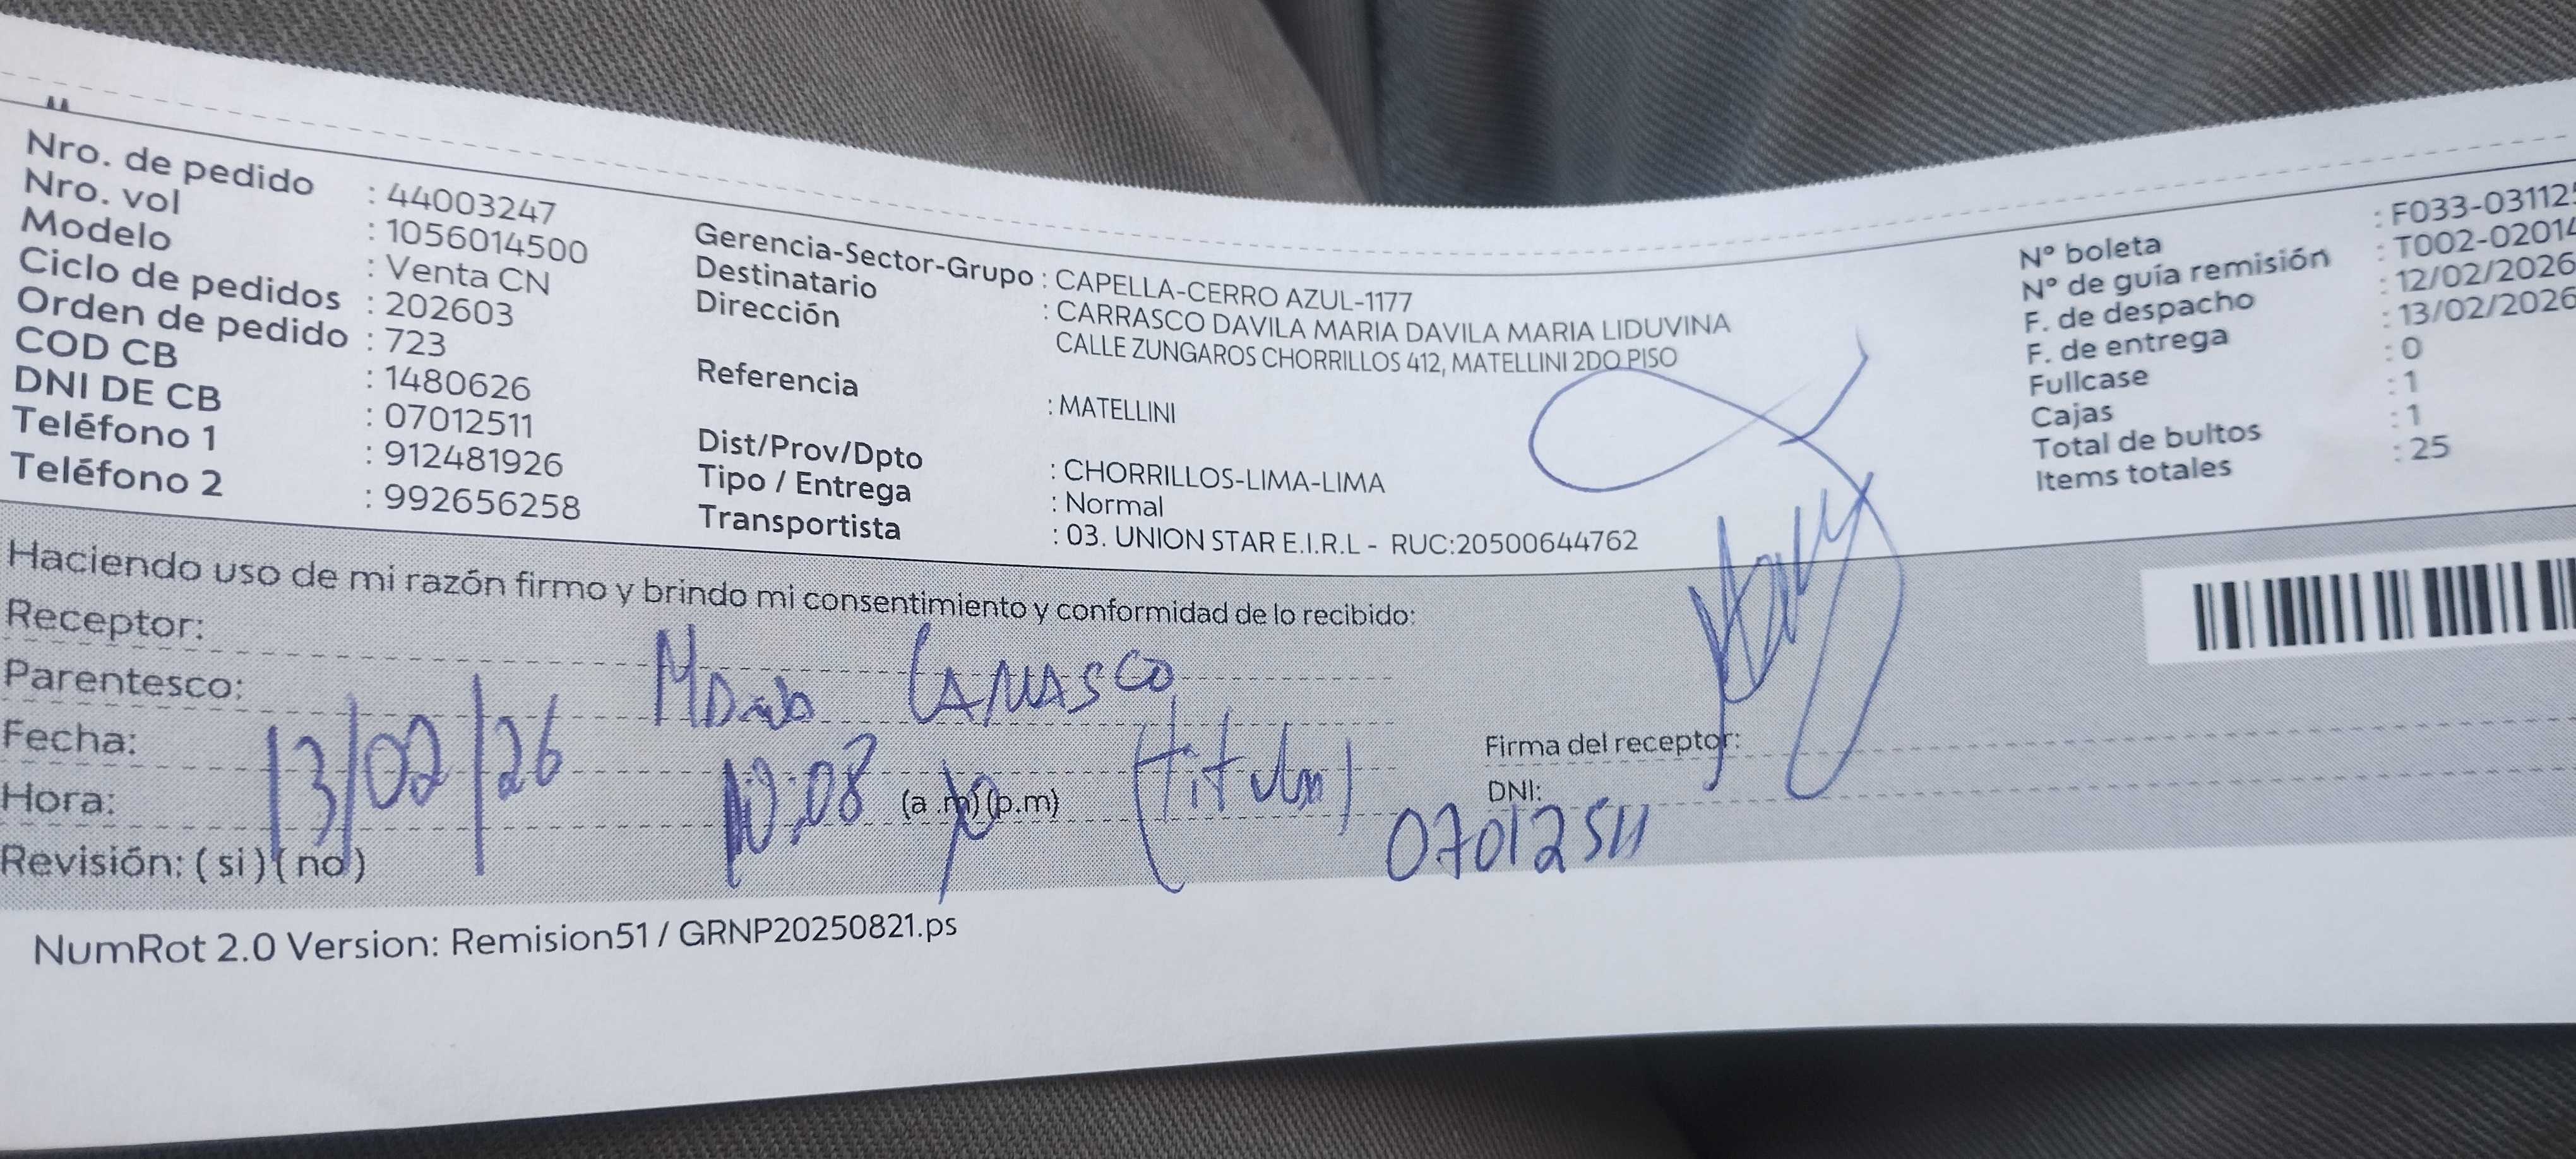 Nro. de pedido : 44003247
Nro. vol : 1056014500
Modelo : Venta CN
Ciclo de pedidos : 202603
Orden de pedido : 723
COD CB : 1480626
DNI DE CB : 07012511
Teléfono 1 : 912481926
Teléfono 2 : 992656258
Gerencia-Sector-Grupo : CAPELLA-CERRO AZUL-1177
Destinatario : CARRASCO DAVILA MARIA DAVILA MARIA LIDUVINA
Dirección CALLE ZUNGAROS CHORRILLOS 412, MATELLINI 2DO PISO
Referencia : MATELLINI
Dist/Prov/Dpto : CHORRILLOS-LIMA-LIMA
Tipo / Entrega : Normal
Transportista : 03. UNION STAR E.I.R.L - RUC:20500644762
N° boleta : F033-03112
N° de guía remisión : T002-0201
F. de despacho : 12/02/2026
F. de entrega : 13/02/2026
Fullcase : 0
Cajas : 1
Total de bultos : 1
Items totales : 25
Haciendo uso de mi razón firmo y brindo mi consentimiento y conformidad de lo recibido:
Receptor:
Parentesco: CARRASCO
Fecha: 13/02/26 (titular)
Hora: 10:08 (a.m) (p.m)
Revisión: ( si ) ( no )
Firma del receptor:
DNI: 07012511
NumRot 2.0 Version: Remision51 / GRNP20250821.ps